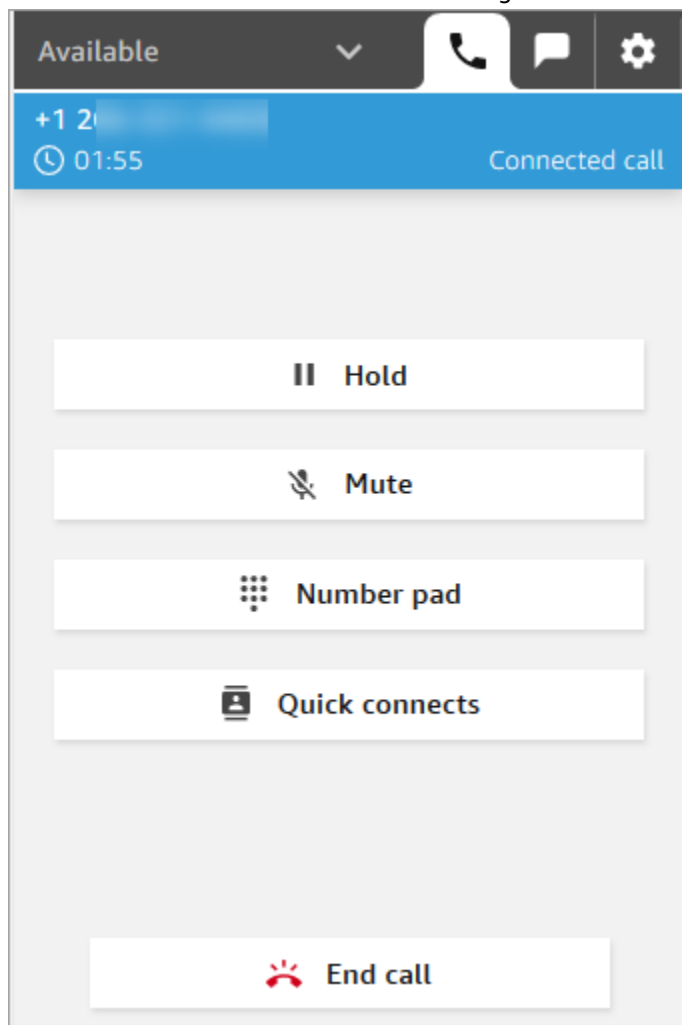 Available
+1 2
01:55 Connected call
Hold
Mute
Number pad
Quick connects
End call